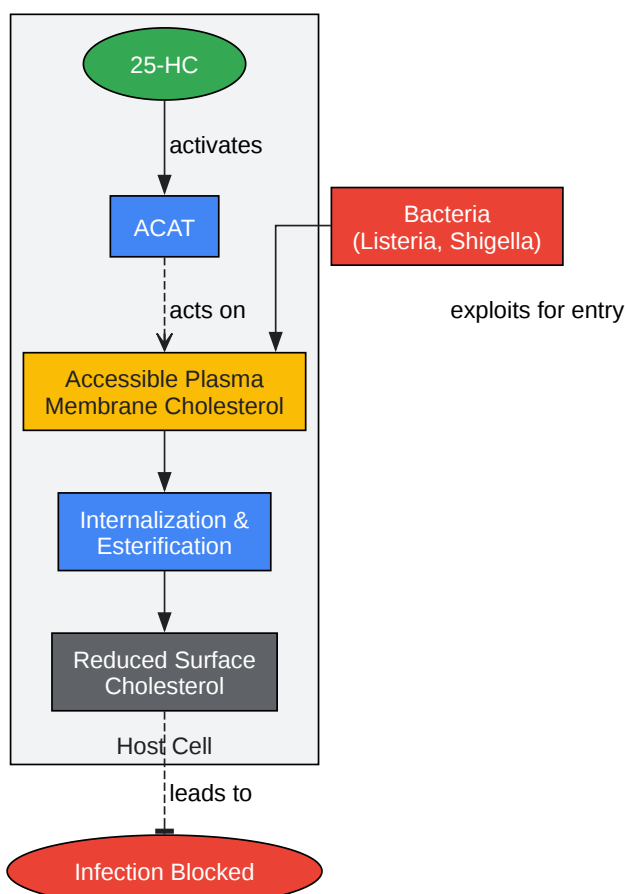 25-HC
activates
ACAT
Bacteria
(Listeria, Shigella)
acts on
exploits for entry
Accessible Plasma
Membrane Cholesterol
Internalization &
Esterification
Reduced Surface
Cholesterol
Host Cell
leads to
Infection Blocked